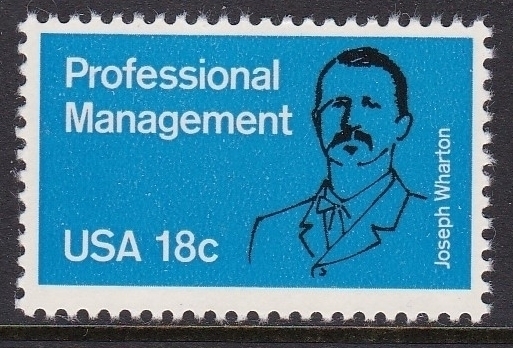 Professional
Management
USA 18c
Joseph Wharton